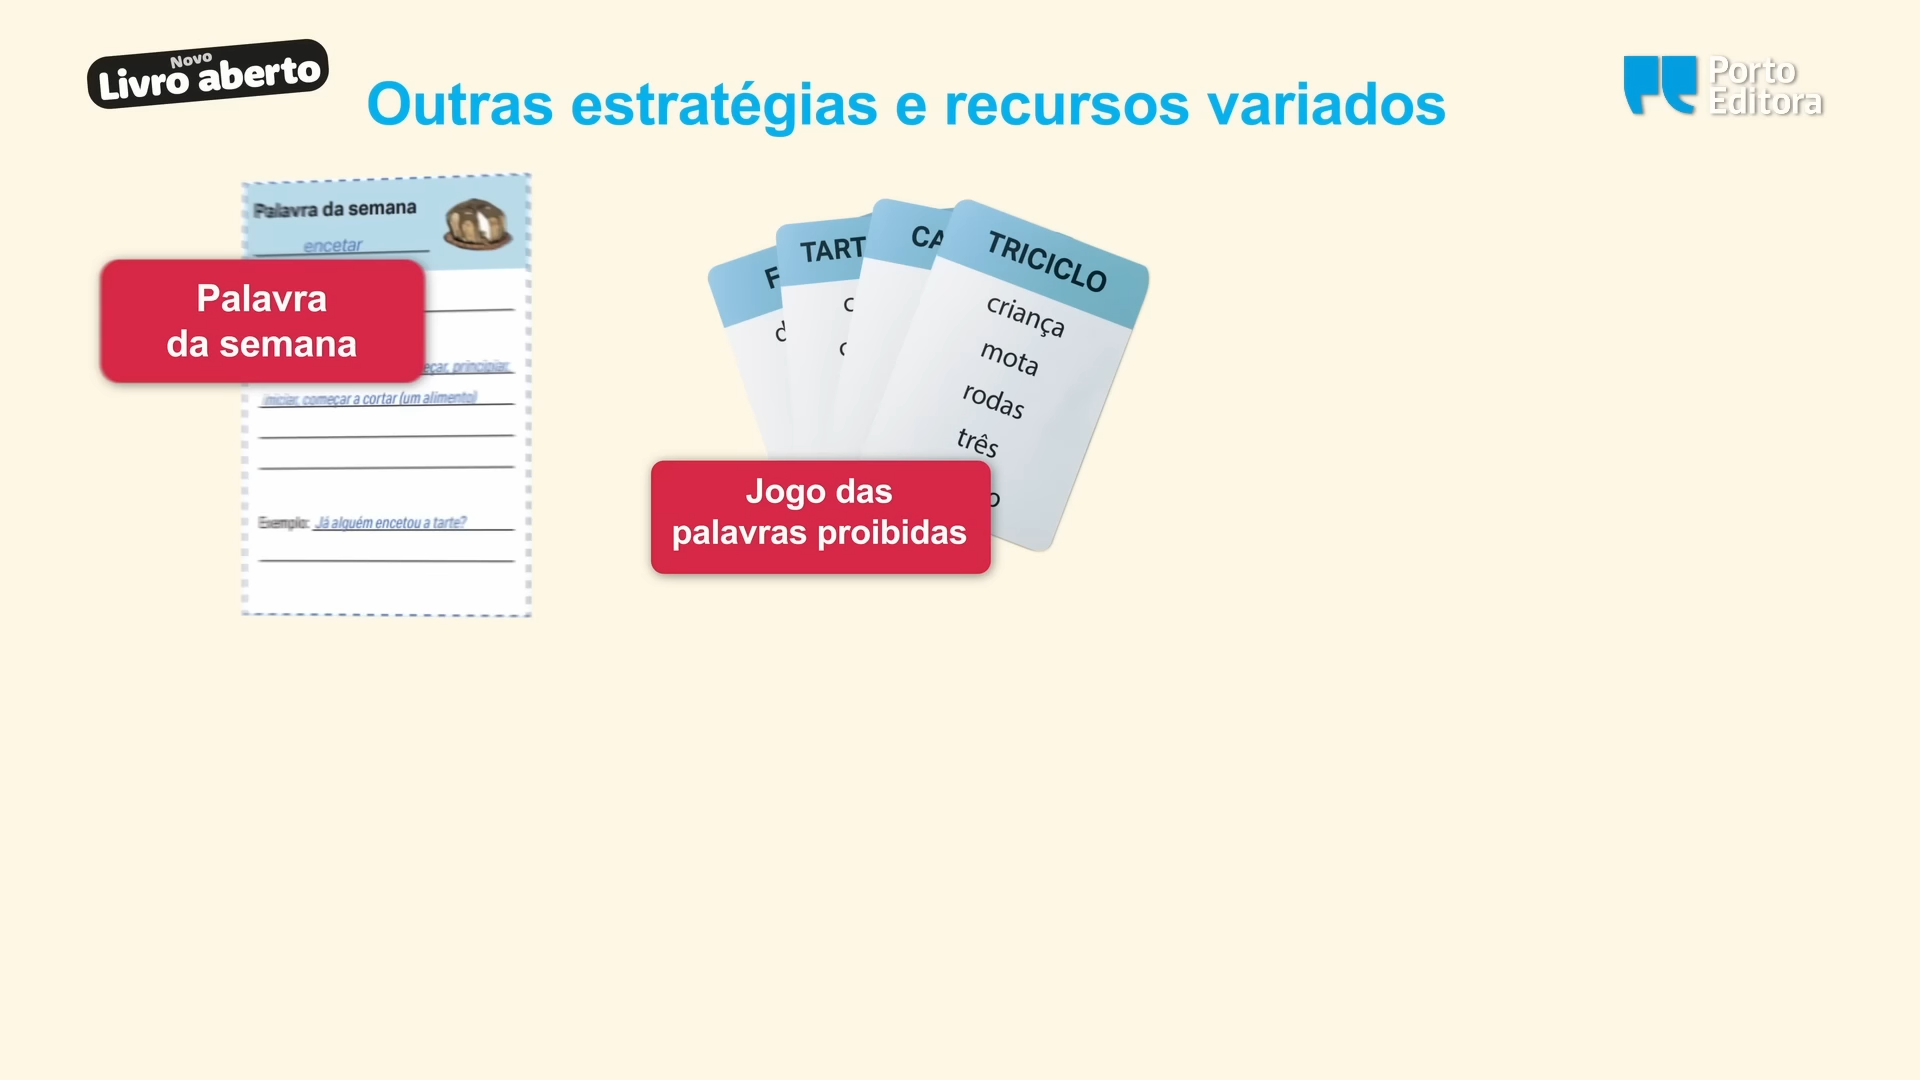 Novo
Livro aberto
Outras estratégias e recursos variados
Porto
Editora
Palavra da semana
encetar
Palavra
da semana
principiar,
iniciar, começar a cortar (um alimento)
Exemplo: Já alguém encetou a tarte?
TART
CA
TRICICLO
criança
mota
rodas
três
Jogo das
palavras proibidas